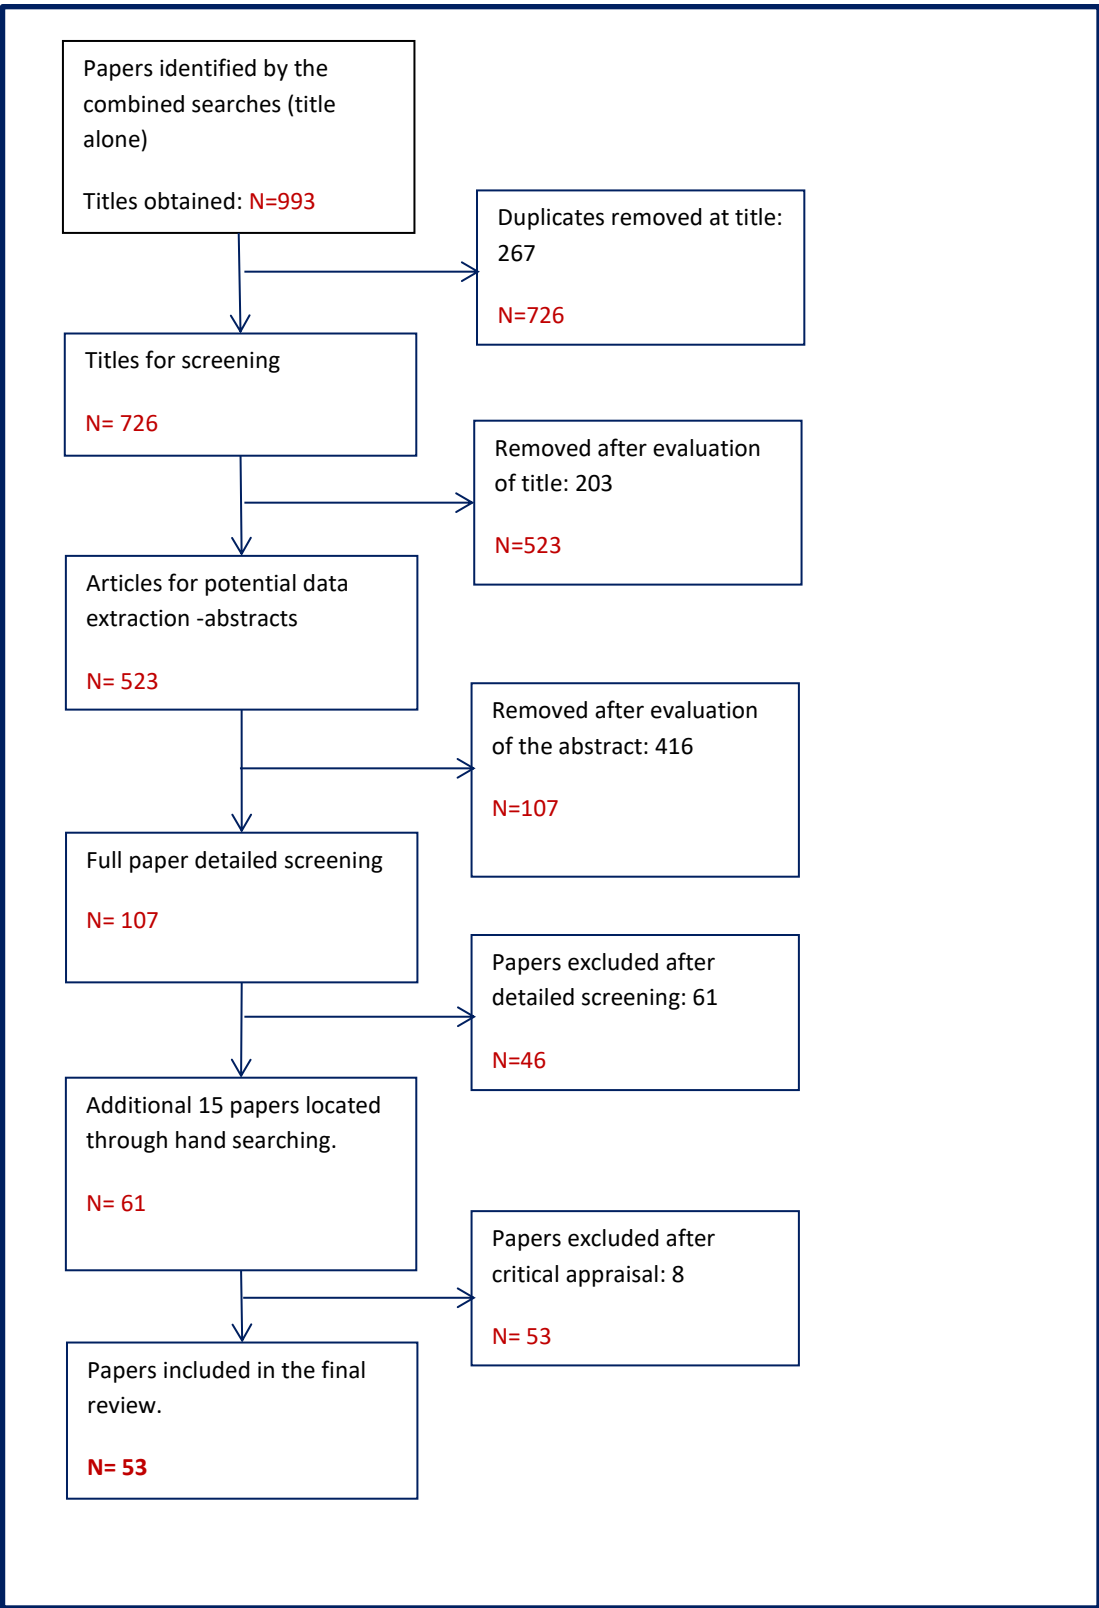 Papers identified by the
combined searches (title
alone)
Titles obtained: N=993
Duplicates removed at title:
267
N=726
Titles for screening
N= 726
Removed after evaluation
of title: 203
N=523
Articles for potential data
extraction -abstracts
N= 523
Removed after evaluation
of the abstract: 416
N=107
Full paper detailed screening
N= 107
Papers excluded after
detailed screening: 61
N=46
Additional 15 papers located
through hand searching.
N= 61
Papers excluded after
critical appraisal: 8
N= 53
Papers included in the final
review.
N= 53